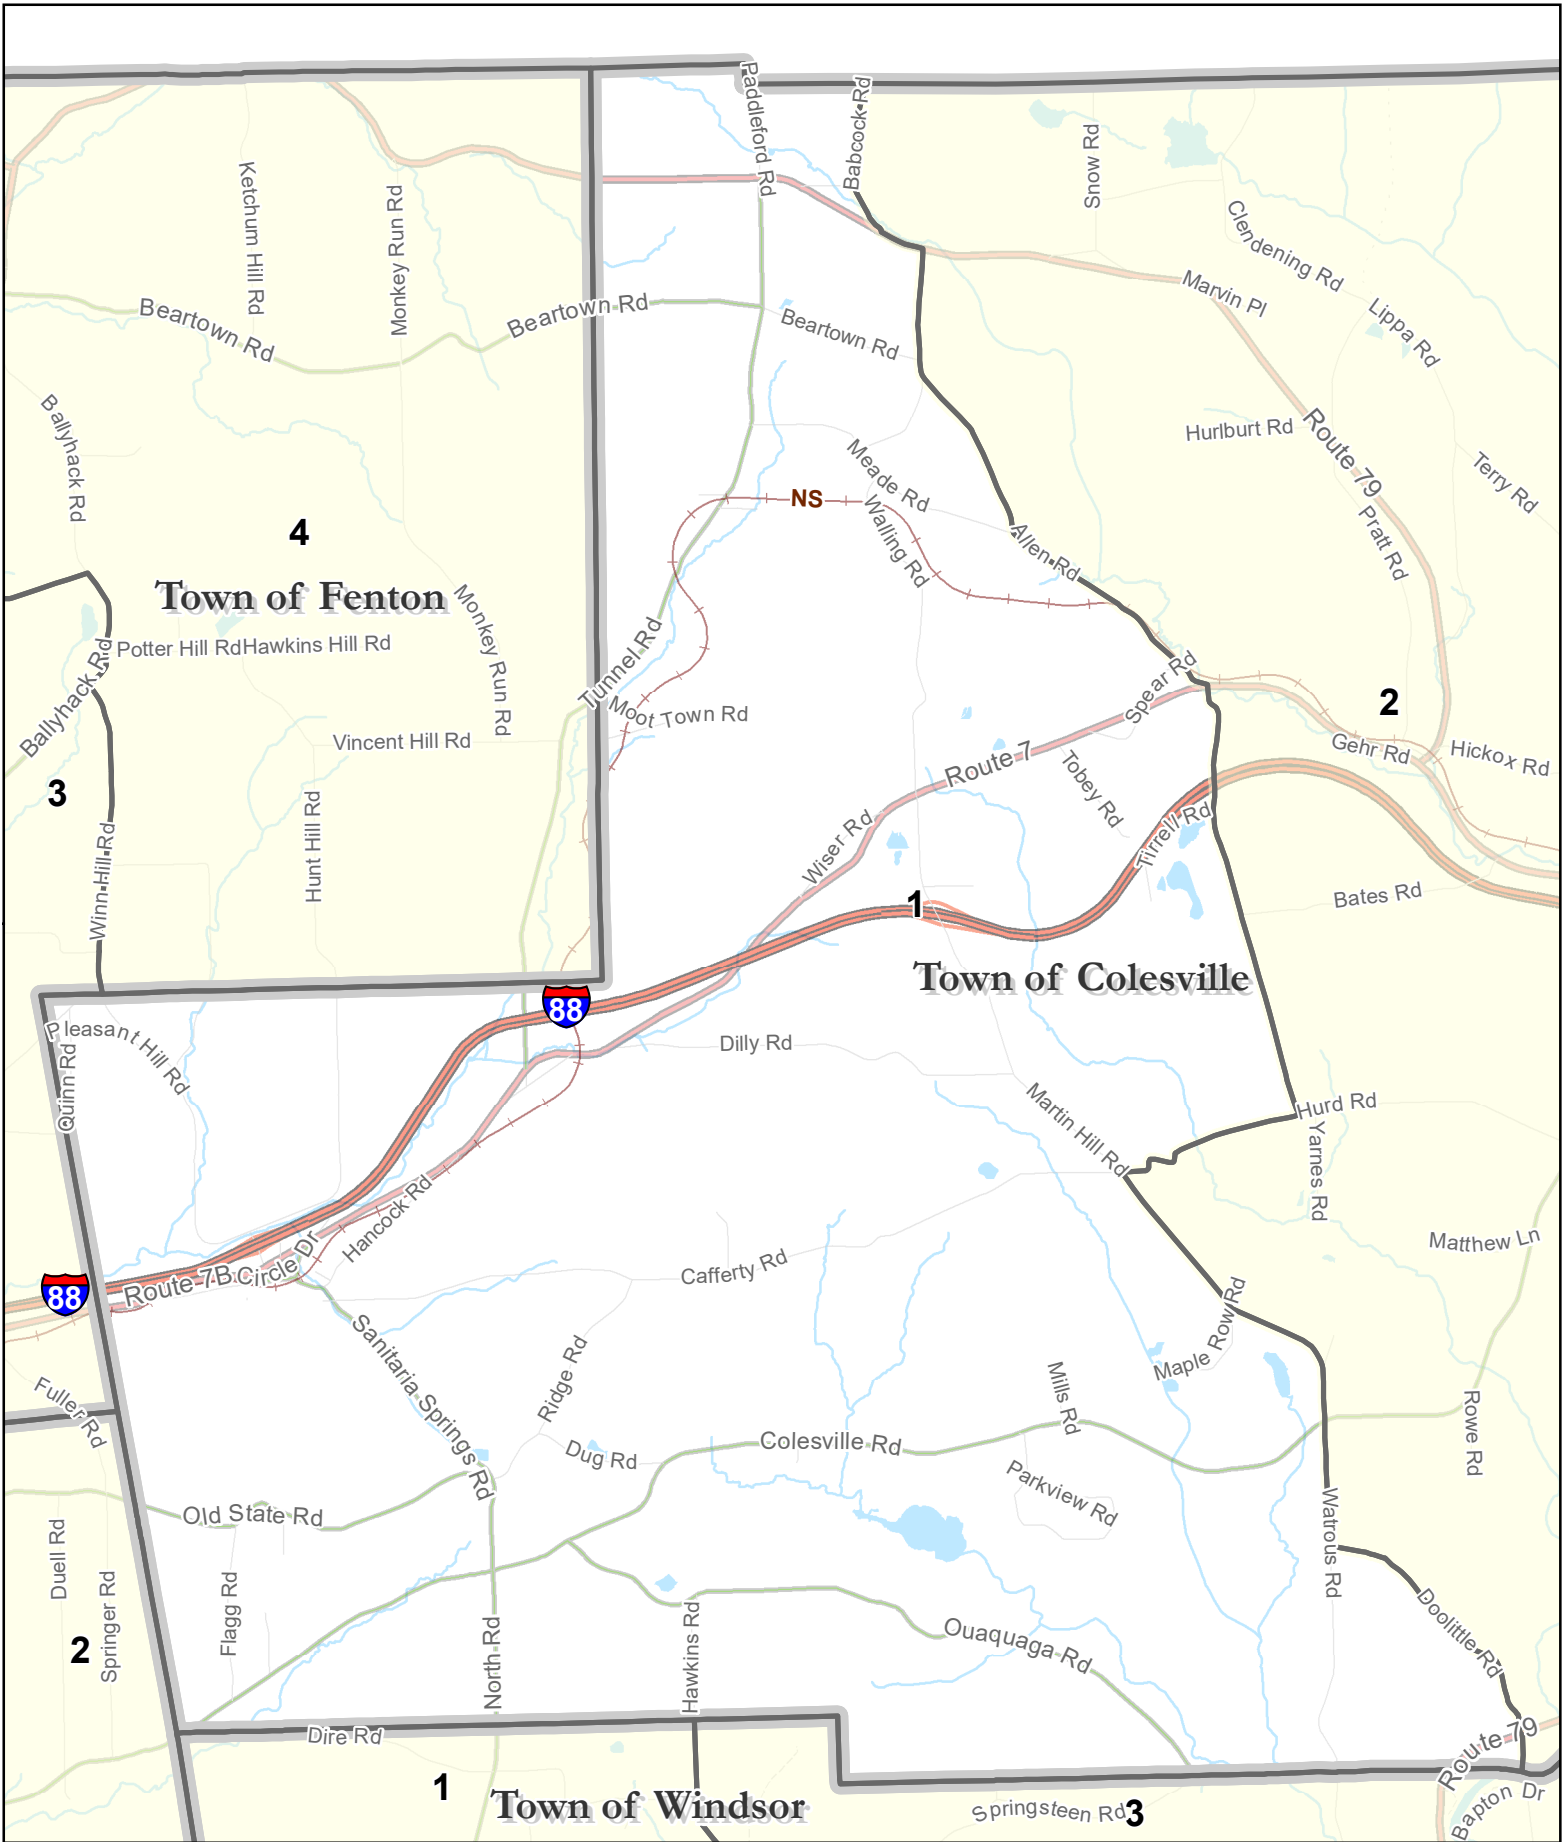 Paddleford Rd
Babcock Rd
Snow Rd
Ketchum Hill Rd
Monkey Run Rd
Clendening Rd
Marvin Pl
Lippa Rd
Beartown Rd
Beartown Rd
Beartown Rd
Ballyhack Rd
Hurlburt Rd
Route 79
Terry Rd
Meade Rd
NS
Walling Rd
Pratt Rd
Allen Rd
4
Town of Fenton
Monkey Run Rd
Potter Hill Rd
Hawkins Hill Rd
Ballyhack Rd
Tunnel Rd
Moot Town Rd
Spear Rd
2
Vincent Hill Rd
Route 7
Gehr Rd
Hickox Rd
3
Tobey Rd
Hunt Hill Rd
Wiser Rd
Tirrell Rd
Winn Hill Rd
1
Bates Rd
Town of Colesville
88
Pleasant Hill Rd
Quinn Rd
Dilly Rd
Martin Hill Rd
Hurd Rd
Yarnes Rd
Hancock Rd
Matthew Ln
Cafferty Rd
88
Route 7B
Circle Dr
Maple Row Rd
Sanitaria Springs Rd
Ridge Rd
Mills Rd
Fuller Rd
Rowe Rd
Dug Rd
Colesville Rd
Parkview Rd
Old State Rd
Watrous Rd
Duell Rd
Springer Rd
Flagg Rd
North Rd
Hawkins Rd
Ouaquaga Rd
Doolittle Rd
2
Dire Rd
Route 79
1
Town of Windsor
Springsteen Rd
3
Bapton Dr